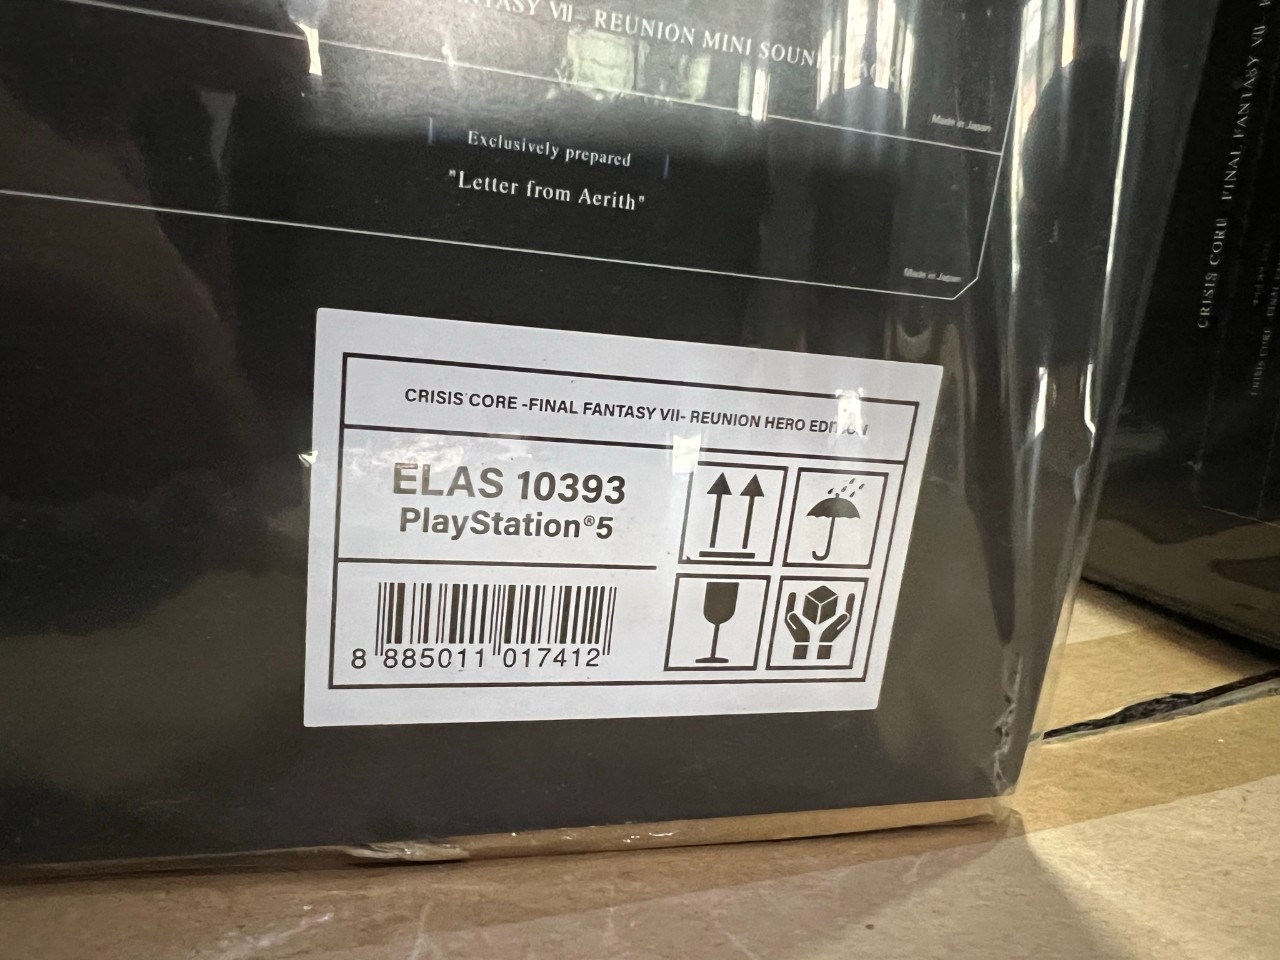 FANTASY VII– REUNION MINI SOUNDTRACK
Made in Japan
Exclusively prepared
"Letter from Aerith"
Made in Japan
CRISIS CORE -FINAL FANTASY VII- REUNION HERO EDITION
ELAS 10393
PlayStation®5
8 885011 017412
CRISIS CORE FINAL FANTASY VII